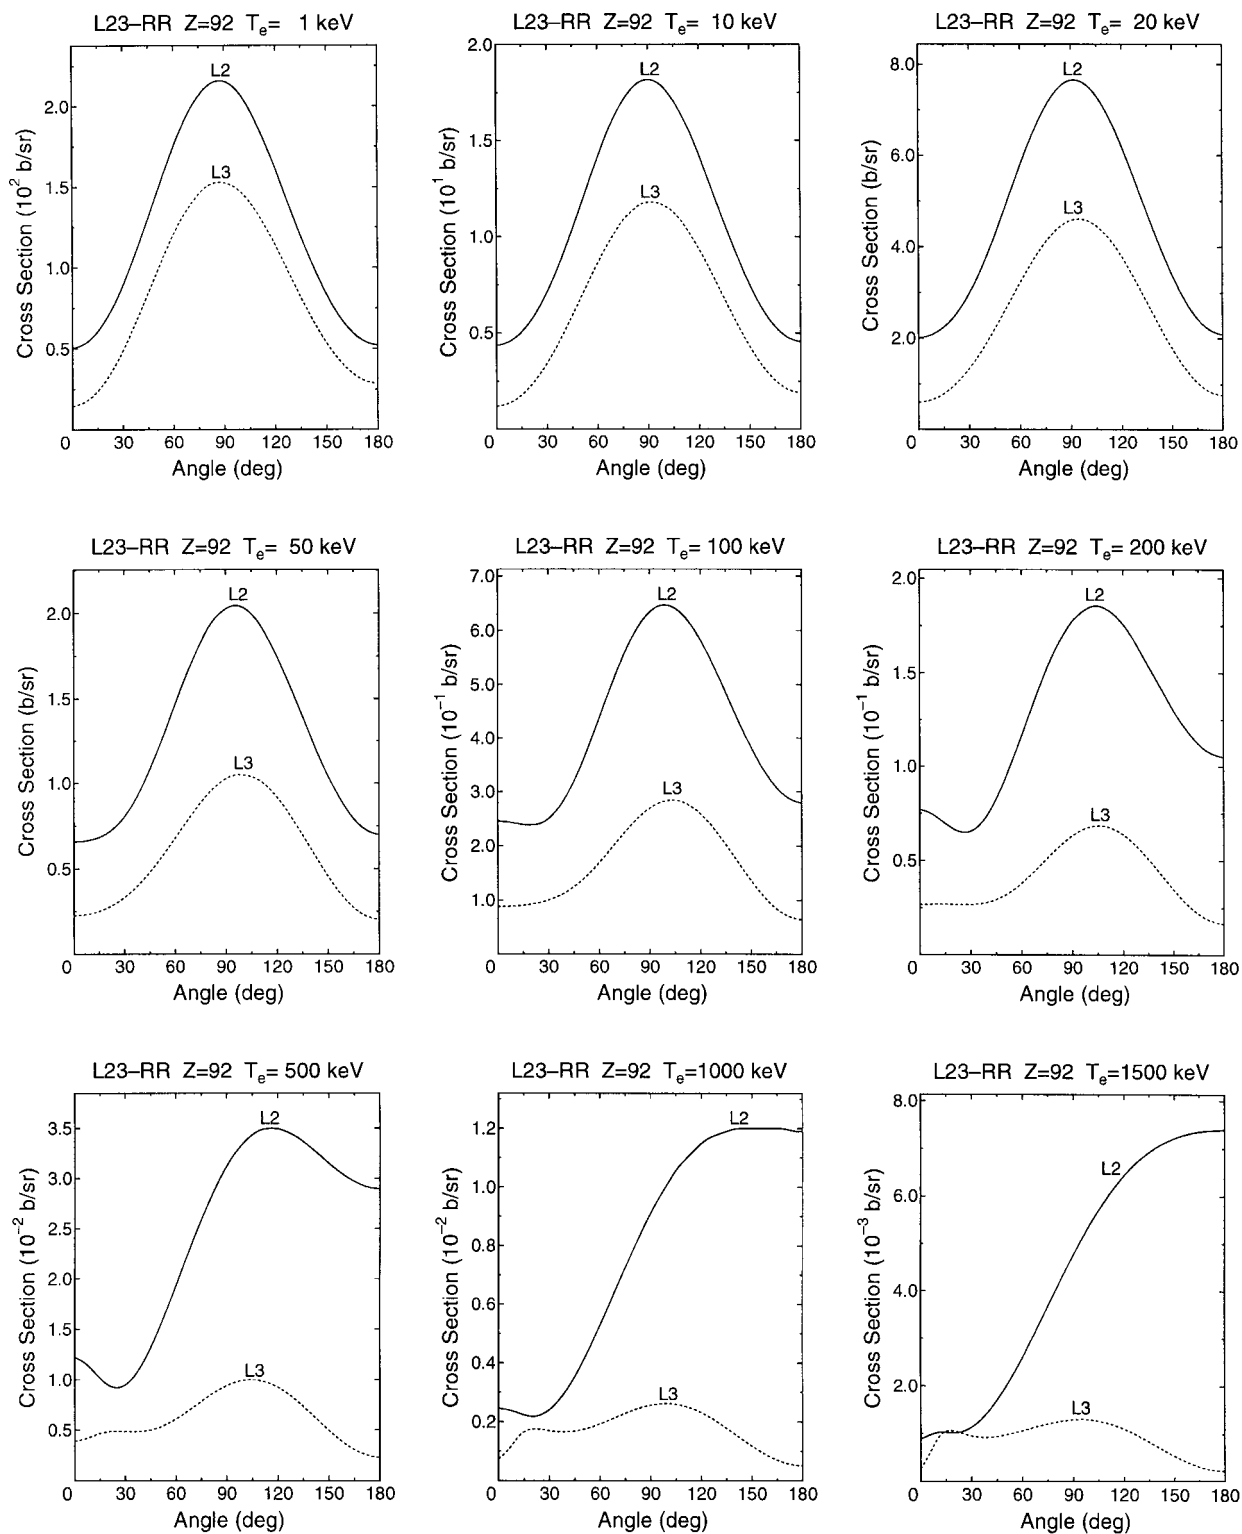 L23–RR Z=92 Tₑ= 1 keV
Cross Section (10² b/sr)
2.0
1.5
1.0
0.5
L2
L3
0 30 60 90 120 150 180
Angle (deg)
L23–RR Z=92 Tₑ= 10 keV
Cross Section (10¹ b/sr)
2.0
1.5
1.0
0.5
L2
L3
0 30 60 90 120 150 180
Angle (deg)
L23–RR Z=92 Tₑ= 20 keV
Cross Section (b/sr)
8.0
6.0
4.0
2.0
L2
L3
0 30 60 90 120 150 180
Angle (deg)
L23–RR Z=92 Tₑ= 50 keV
Cross Section (b/sr)
2.0
1.5
1.0
0.5
L2
L3
0 30 60 90 120 150 180
Angle (deg)
L23–RR Z=92 Tₑ= 100 keV
Cross Section (10⁻¹ b/sr)
7.0
6.0
5.0
4.0
3.0
2.0
1.0
L2
L3
0 30 60 90 120 150 180
Angle (deg)
L23–RR Z=92 Tₑ= 200 keV
Cross Section (10⁻¹ b/sr)
2.0
1.5
1.0
0.5
L2
L3
0 30 60 90 120 150 180
Angle (deg)
L23–RR Z=92 Tₑ= 500 keV
Cross Section (10⁻² b/sr)
3.5
3.0
2.5
2.0
1.5
1.0
0.5
L2
L3
0 30 60 90 120 150 180
Angle (deg)
L23–RR Z=92 Tₑ=1000 keV
Cross Section (10⁻² b/sr)
1.2
1.0
0.8
0.6
0.4
0.2
L2
L3
0 30 60 90 120 150 180
Angle (deg)
L23–RR Z=92 Tₑ=1500 keV
Cross Section (10⁻³ b/sr)
8.0
6.0
4.0
2.0
L2
L3
0 30 60 90 120 150 180
Angle (deg)